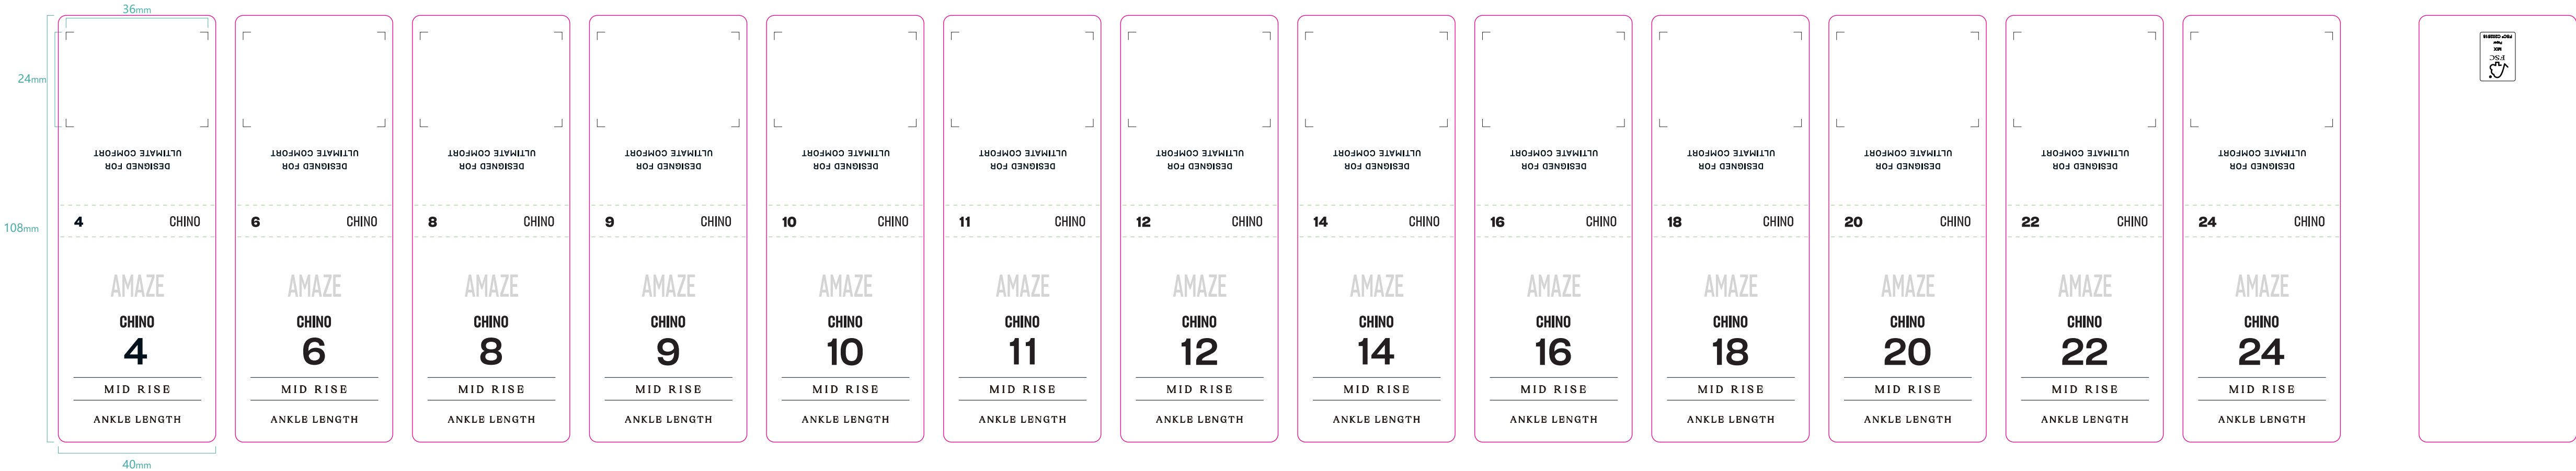 36mm
24mm
108mm
40mm
DESIGNED FOR
ULTIMATE COMFORT
4 CHINO
AMAZE
CHINO
4
MID RISE
ANKLE LENGTH
DESIGNED FOR
ULTIMATE COMFORT
6 CHINO
AMAZE
CHINO
6
MID RISE
ANKLE LENGTH
DESIGNED FOR
ULTIMATE COMFORT
8 CHINO
AMAZE
CHINO
8
MID RISE
ANKLE LENGTH
DESIGNED FOR
ULTIMATE COMFORT
9 CHINO
AMAZE
CHINO
9
MID RISE
ANKLE LENGTH
DESIGNED FOR
ULTIMATE COMFORT
10 CHINO
AMAZE
CHINO
10
MID RISE
ANKLE LENGTH
DESIGNED FOR
ULTIMATE COMFORT
11 CHINO
AMAZE
CHINO
11
MID RISE
ANKLE LENGTH
DESIGNED FOR
ULTIMATE COMFORT
12 CHINO
AMAZE
CHINO
12
MID RISE
ANKLE LENGTH
DESIGNED FOR
ULTIMATE COMFORT
14 CHINO
AMAZE
CHINO
14
MID RISE
ANKLE LENGTH
DESIGNED FOR
ULTIMATE COMFORT
16 CHINO
AMAZE
CHINO
16
MID RISE
ANKLE LENGTH
DESIGNED FOR
ULTIMATE COMFORT
18 CHINO
AMAZE
CHINO
18
MID RISE
ANKLE LENGTH
DESIGNED FOR
ULTIMATE COMFORT
20 CHINO
AMAZE
CHINO
20
MID RISE
ANKLE LENGTH
DESIGNED FOR
ULTIMATE COMFORT
22 CHINO
AMAZE
CHINO
22
MID RISE
ANKLE LENGTH
DESIGNED FOR
ULTIMATE COMFORT
24 CHINO
AMAZE
CHINO
24
MID RISE
ANKLE LENGTH
FSC
MIX
Paper